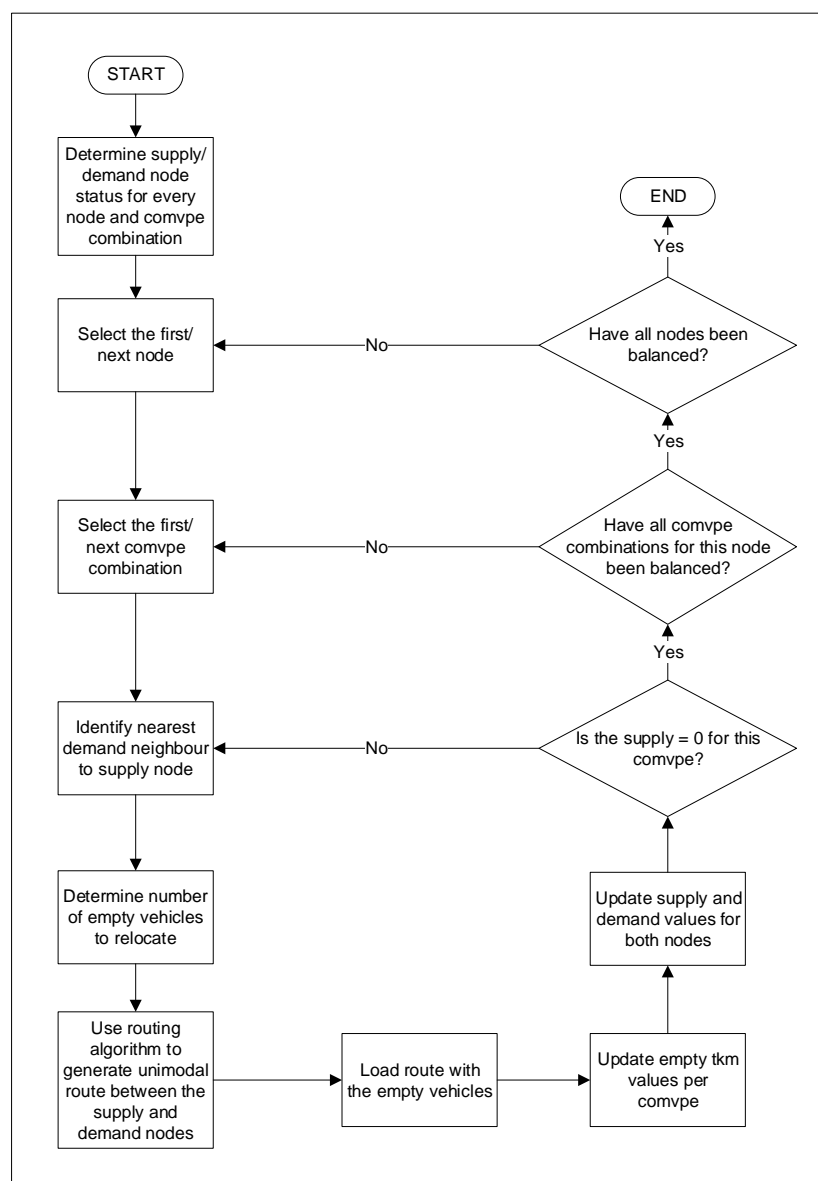 START
Determine supply/
demand node
status for every
node and comvpe
combination
Select the first/
next node
Select the first/
next comvpe
combination
Identify nearest
demand neighbour
to supply node
Determine number
of empty vehicles
to relocate
Use routing
algorithm to
generate unimodal
route between the
supply and
demand nodes
Load route with
the empty vehicles
Update empty tkm
values per
comvpe
Update supply and
demand values for
both nodes
Is the supply = 0 for this
comvpe?
No
Yes
Have all comvpe
combinations for this node
been balanced?
No
Yes
Have all nodes been
balanced?
No
Yes
END